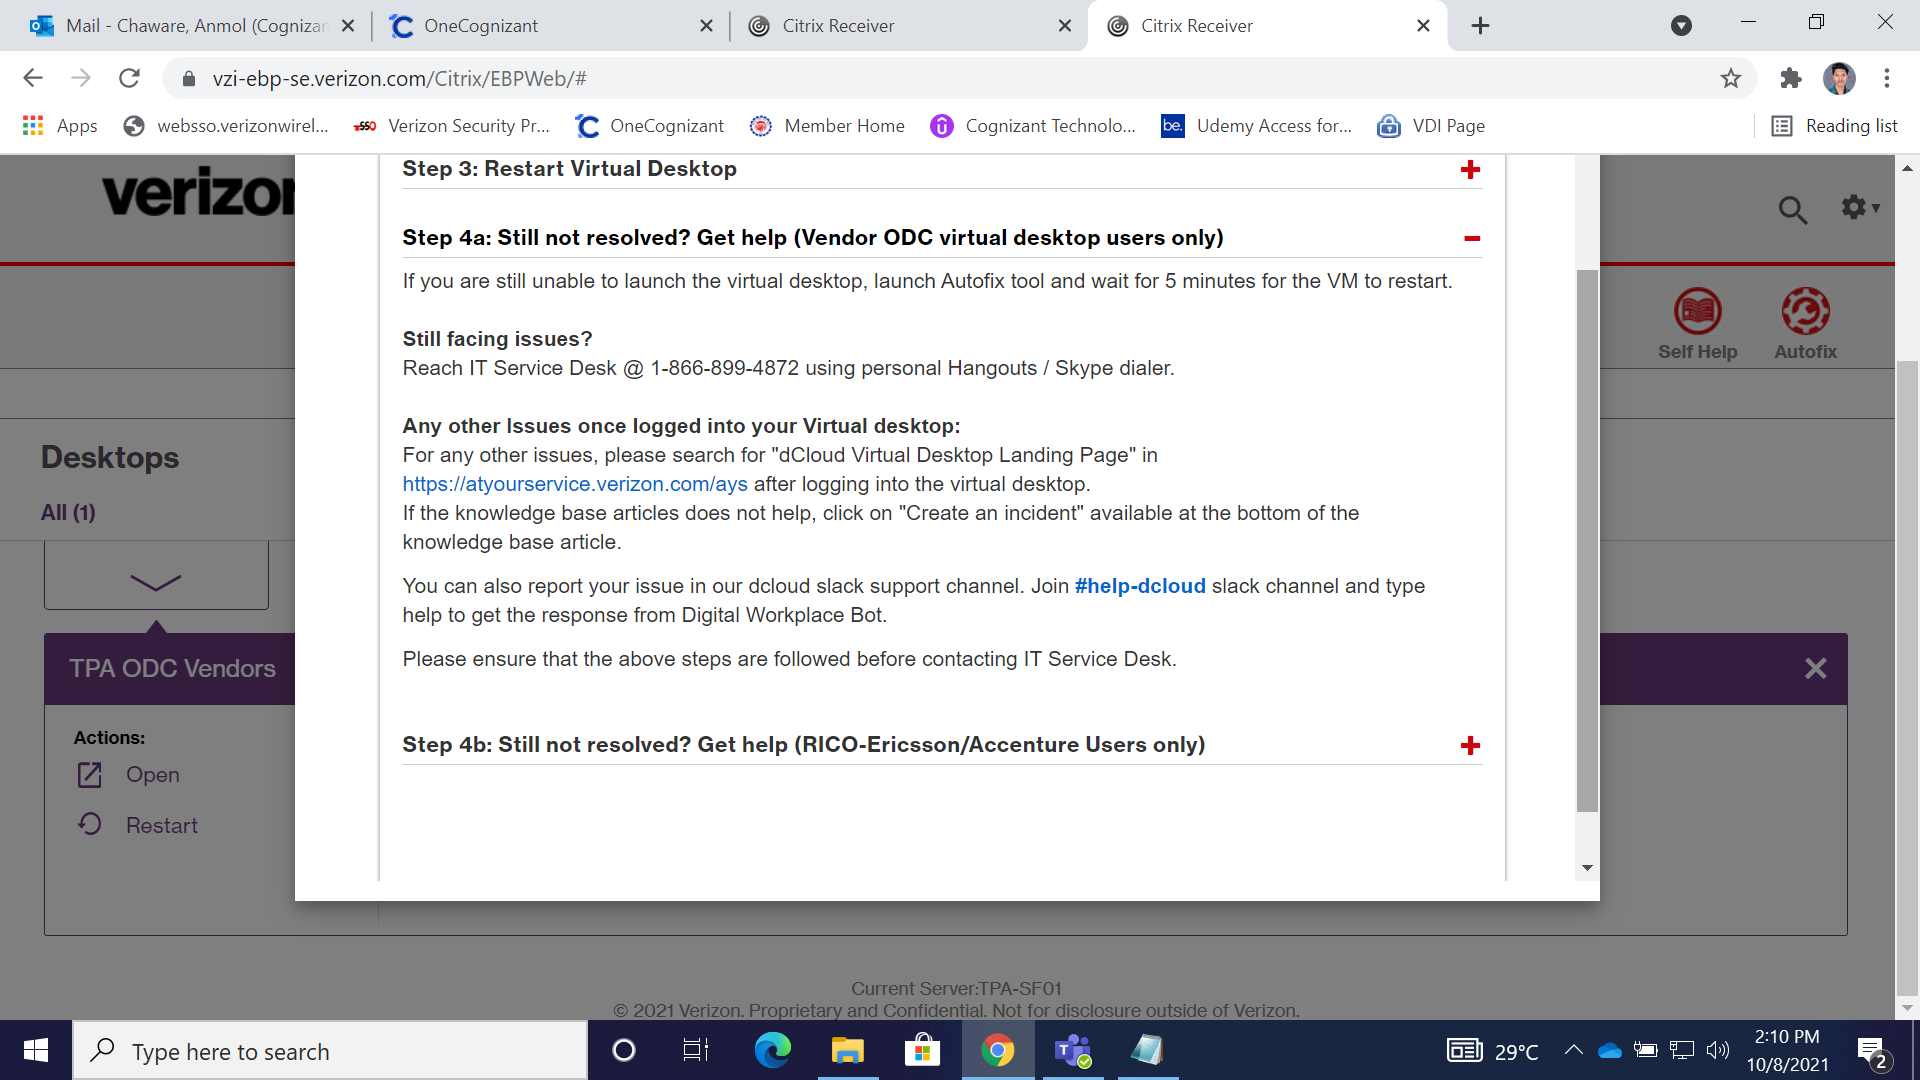 Mail - Chaware, Anmol (Cognizan
OneCognizant
Citrix Receiver
Citrix Receiver
vzi-ebp-se.verizon.com/Citrix/EBPWeb/#
Apps
websso.verizonwirel...
SSO
Verizon Security Pr...
OneCognizant
Member Home
Cognizant Technolo...
be.
Udemy Access for...
VDI Page
Reading list
verizon
Step 3: Restart Virtual Desktop
Step 4a: Still not resolved? Get help (Vendor ODC virtual desktop users only)
If you are still unable to launch the virtual desktop, launch Autofix tool and wait for 5 minutes for the VM to restart.
Still facing issues?
Reach IT Service Desk @ 1-866-899-4872 using personal Hangouts / Skype dialer.
Any other Issues once logged into your Virtual desktop:
For any other issues, please search for "dCloud Virtual Desktop Landing Page" in
https://atyourservice.verizon.com/ays after logging into the virtual desktop.
If the knowledge base articles does not help, click on "Create an incident" available at the bottom of the
knowledge base article.
You can also report your issue in our dcloud slack support channel. Join #help-dcloud slack channel and type
help to get the response from Digital Workplace Bot.
Please ensure that the above steps are followed before contacting IT Service Desk.
Step 4b: Still not resolved? Get help (RICO-Ericsson/Accenture Users only)
Self Help
Autofix
Desktops
All (1)
TPA ODC Vendors
Actions:
Open
Restart
Current Server:TPA-SF01
© 2021 Verizon. Proprietary and Confidential. Not for disclosure outside of Verizon.
Type here to search
29°C
2:10 PM
10/8/2021
2